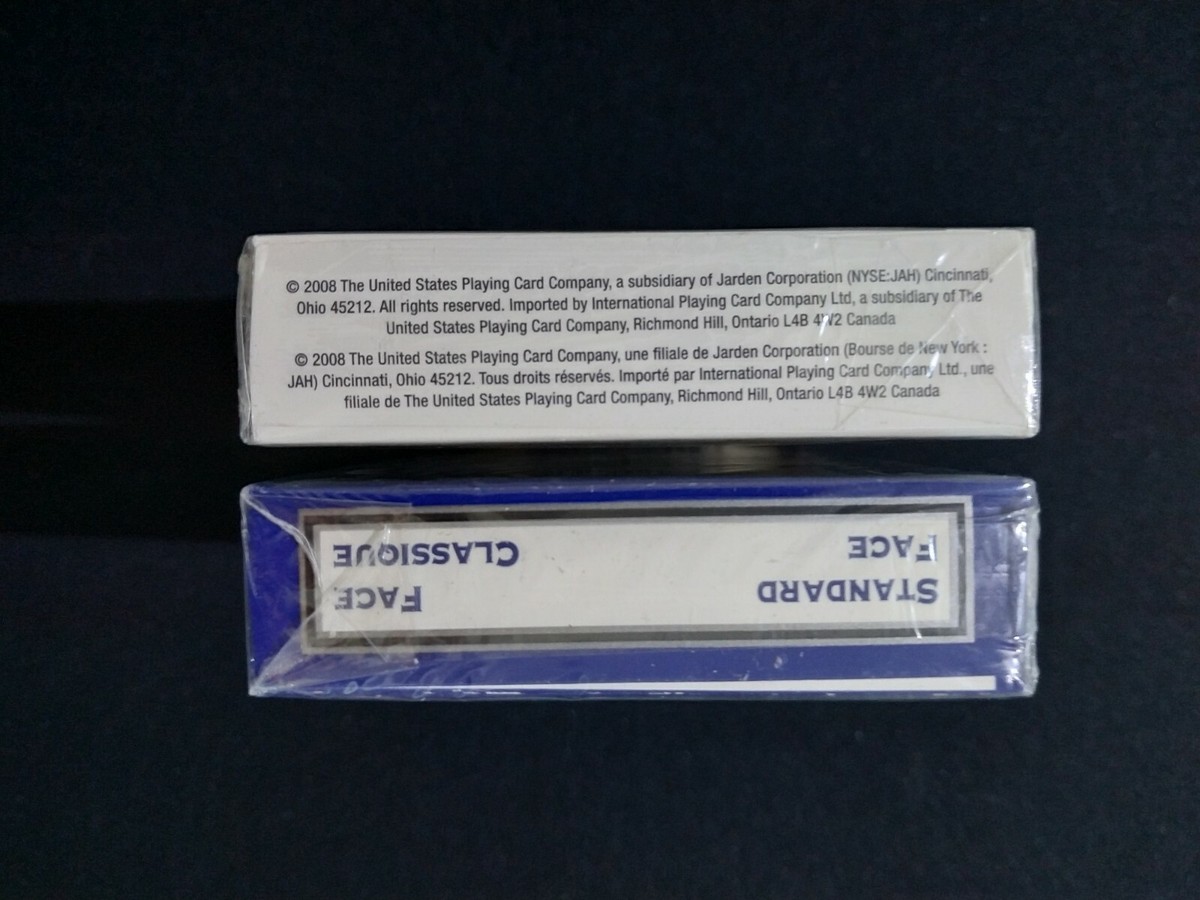 © 2008 The United States Playing Card Company, a subsidiary of Jarden Corporation (NYSE:JAH) Cincinnati,
Ohio 45212. All rights reserved. Imported by International Playing Card Company Ltd, a subsidiary of The
United States Playing Card Company, Richmond Hill, Ontario L4B 4W2 Canada
© 2008 The United States Playing Card Company, une filiale de Jarden Corporation (Bourse de New York :
JAH) Cincinnati, Ohio 45212. Tous droits réservés. Importé par International Playing Card Company Ltd., une
filiale de The United States Playing Card Company, Richmond Hill, Ontario L4B 4W2 Canada
STANDARD
FACE
FACE
CLASSIQUE